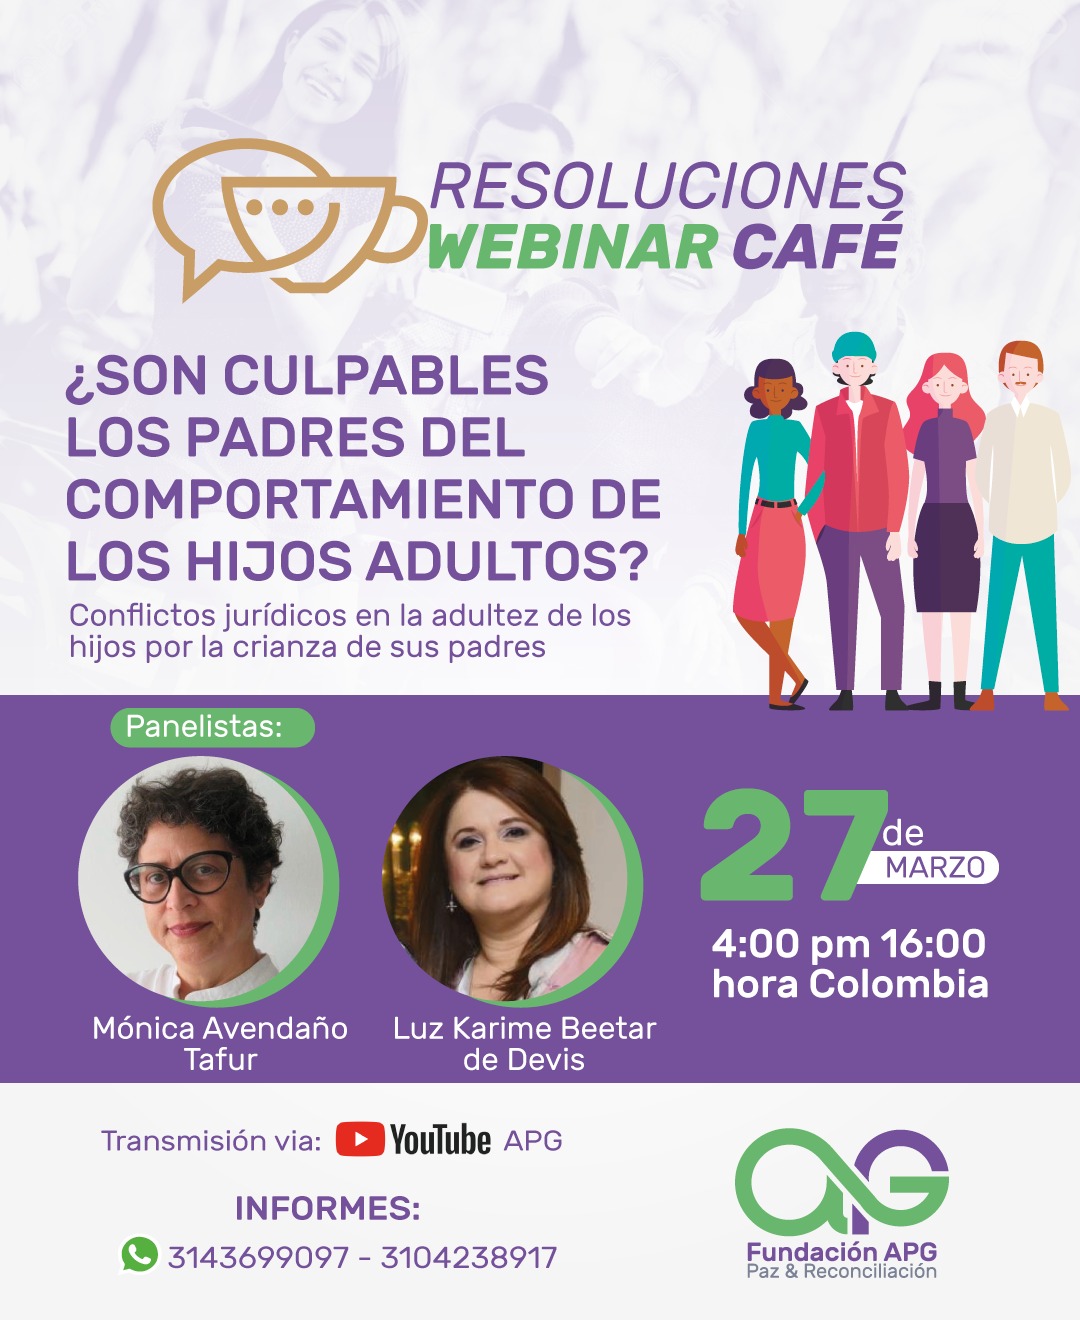 RESOLUCIONES
WEBINAR CAFÉ
¿SON CULPABLES
LOS PADRES DEL
COMPORTAMIENTO DE
LOS HIJOS ADULTOS?
Conflictos jurídicos en la adultez de los
hijos por la crianza de sus padres
Panelistas:
Mónica Avendaño
Tafur
Luz Karime Beetar
de Devis
27
de
MARZO
4:00 pm 16:00
hora Colombia
Transmisión via: YouTube APG
INFORMES:
3143699097 - 3104238917
aPG
Fundación APG
Paz & Reconciliación